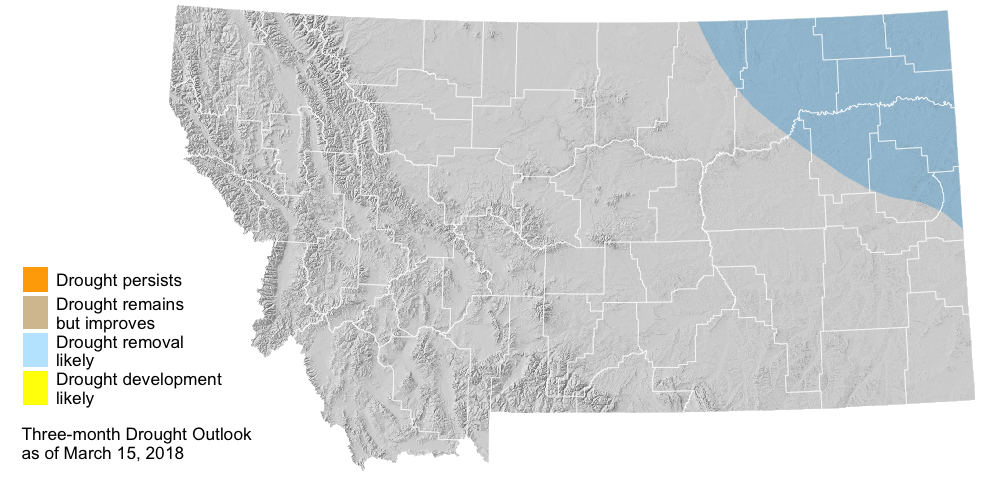 Drought persists
Drought remains
but improves
Drought removal
likely
Drought development
likely
Three-month Drought Outlook
as of March 15, 2018